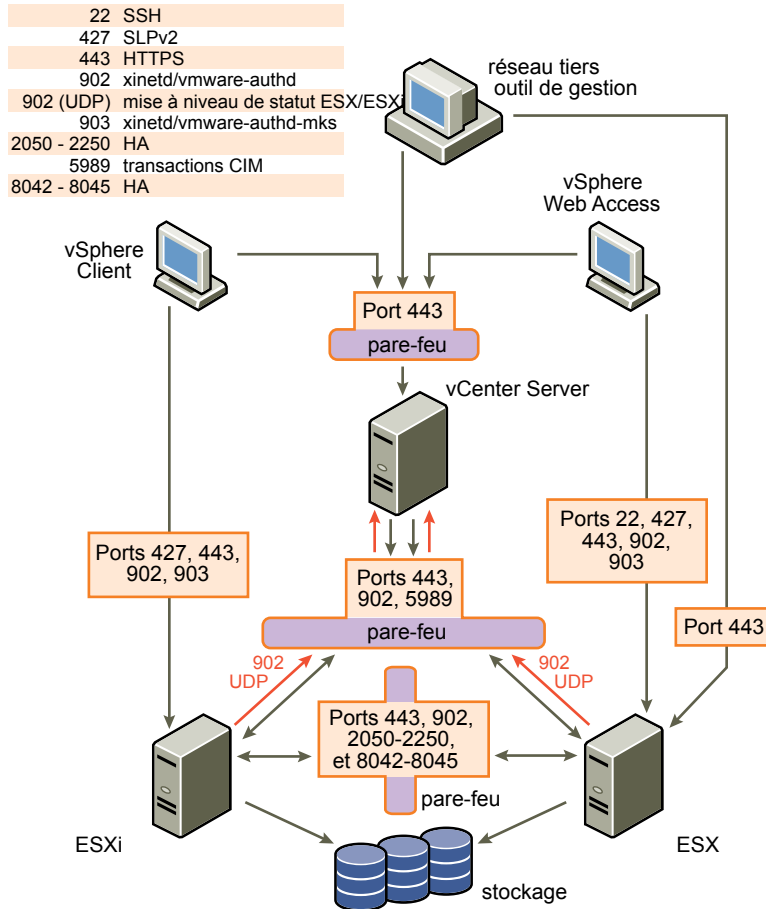 22 SSH
427 SLPv2
443 HTTPS
902 xinetd/vmware-authd
902 (UDP) mise à niveau de statut ESX/ESXi
903 xinetd/vmware-authd-mks
2050 - 2250 HA
5989 transactions CIM
8042 - 8045 HA
réseau tiers
outil de gestion
vSphere
Client
vSphere
Web Access
Port 443
pare-feu
vCenter Server
Ports 427, 443,
902, 903
Ports 22, 427,
443, 902,
903
Ports 443,
902, 5989
pare-feu
Port 443
902
UDP
902
UDP
Ports 443, 902,
2050-2250,
et 8042-8045
pare-feu
ESXi
ESX
stockage